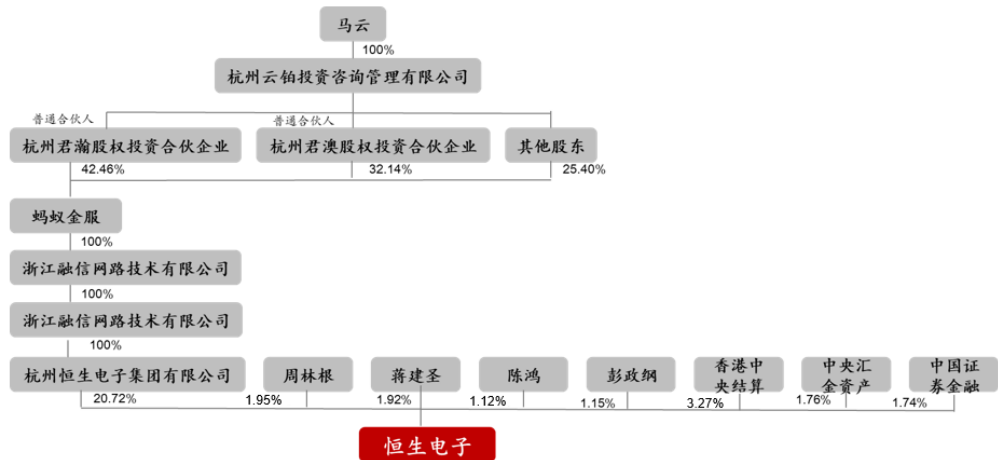 马云
100%
杭州云铂投资咨询管理有限公司
普通合伙人 普通合伙人
杭州君瀚股权投资合伙企业 杭州君澳股权投资合伙企业 其他股东
42.46% 32.14% 25.40%
蚂蚁金服
100%
浙江融信网路技术有限公司
100%
浙江融信网路技术有限公司
100%
杭州恒生电子集团有限公司 周林根 蒋建圣 陈鸿 彭政纲 香港中 中央汇 中国证
央结算 金资产 券金融
20.72% 1.95% 1.92% 1.12% 1.15% 3.27% 1.76% 1.74%
恒生电子